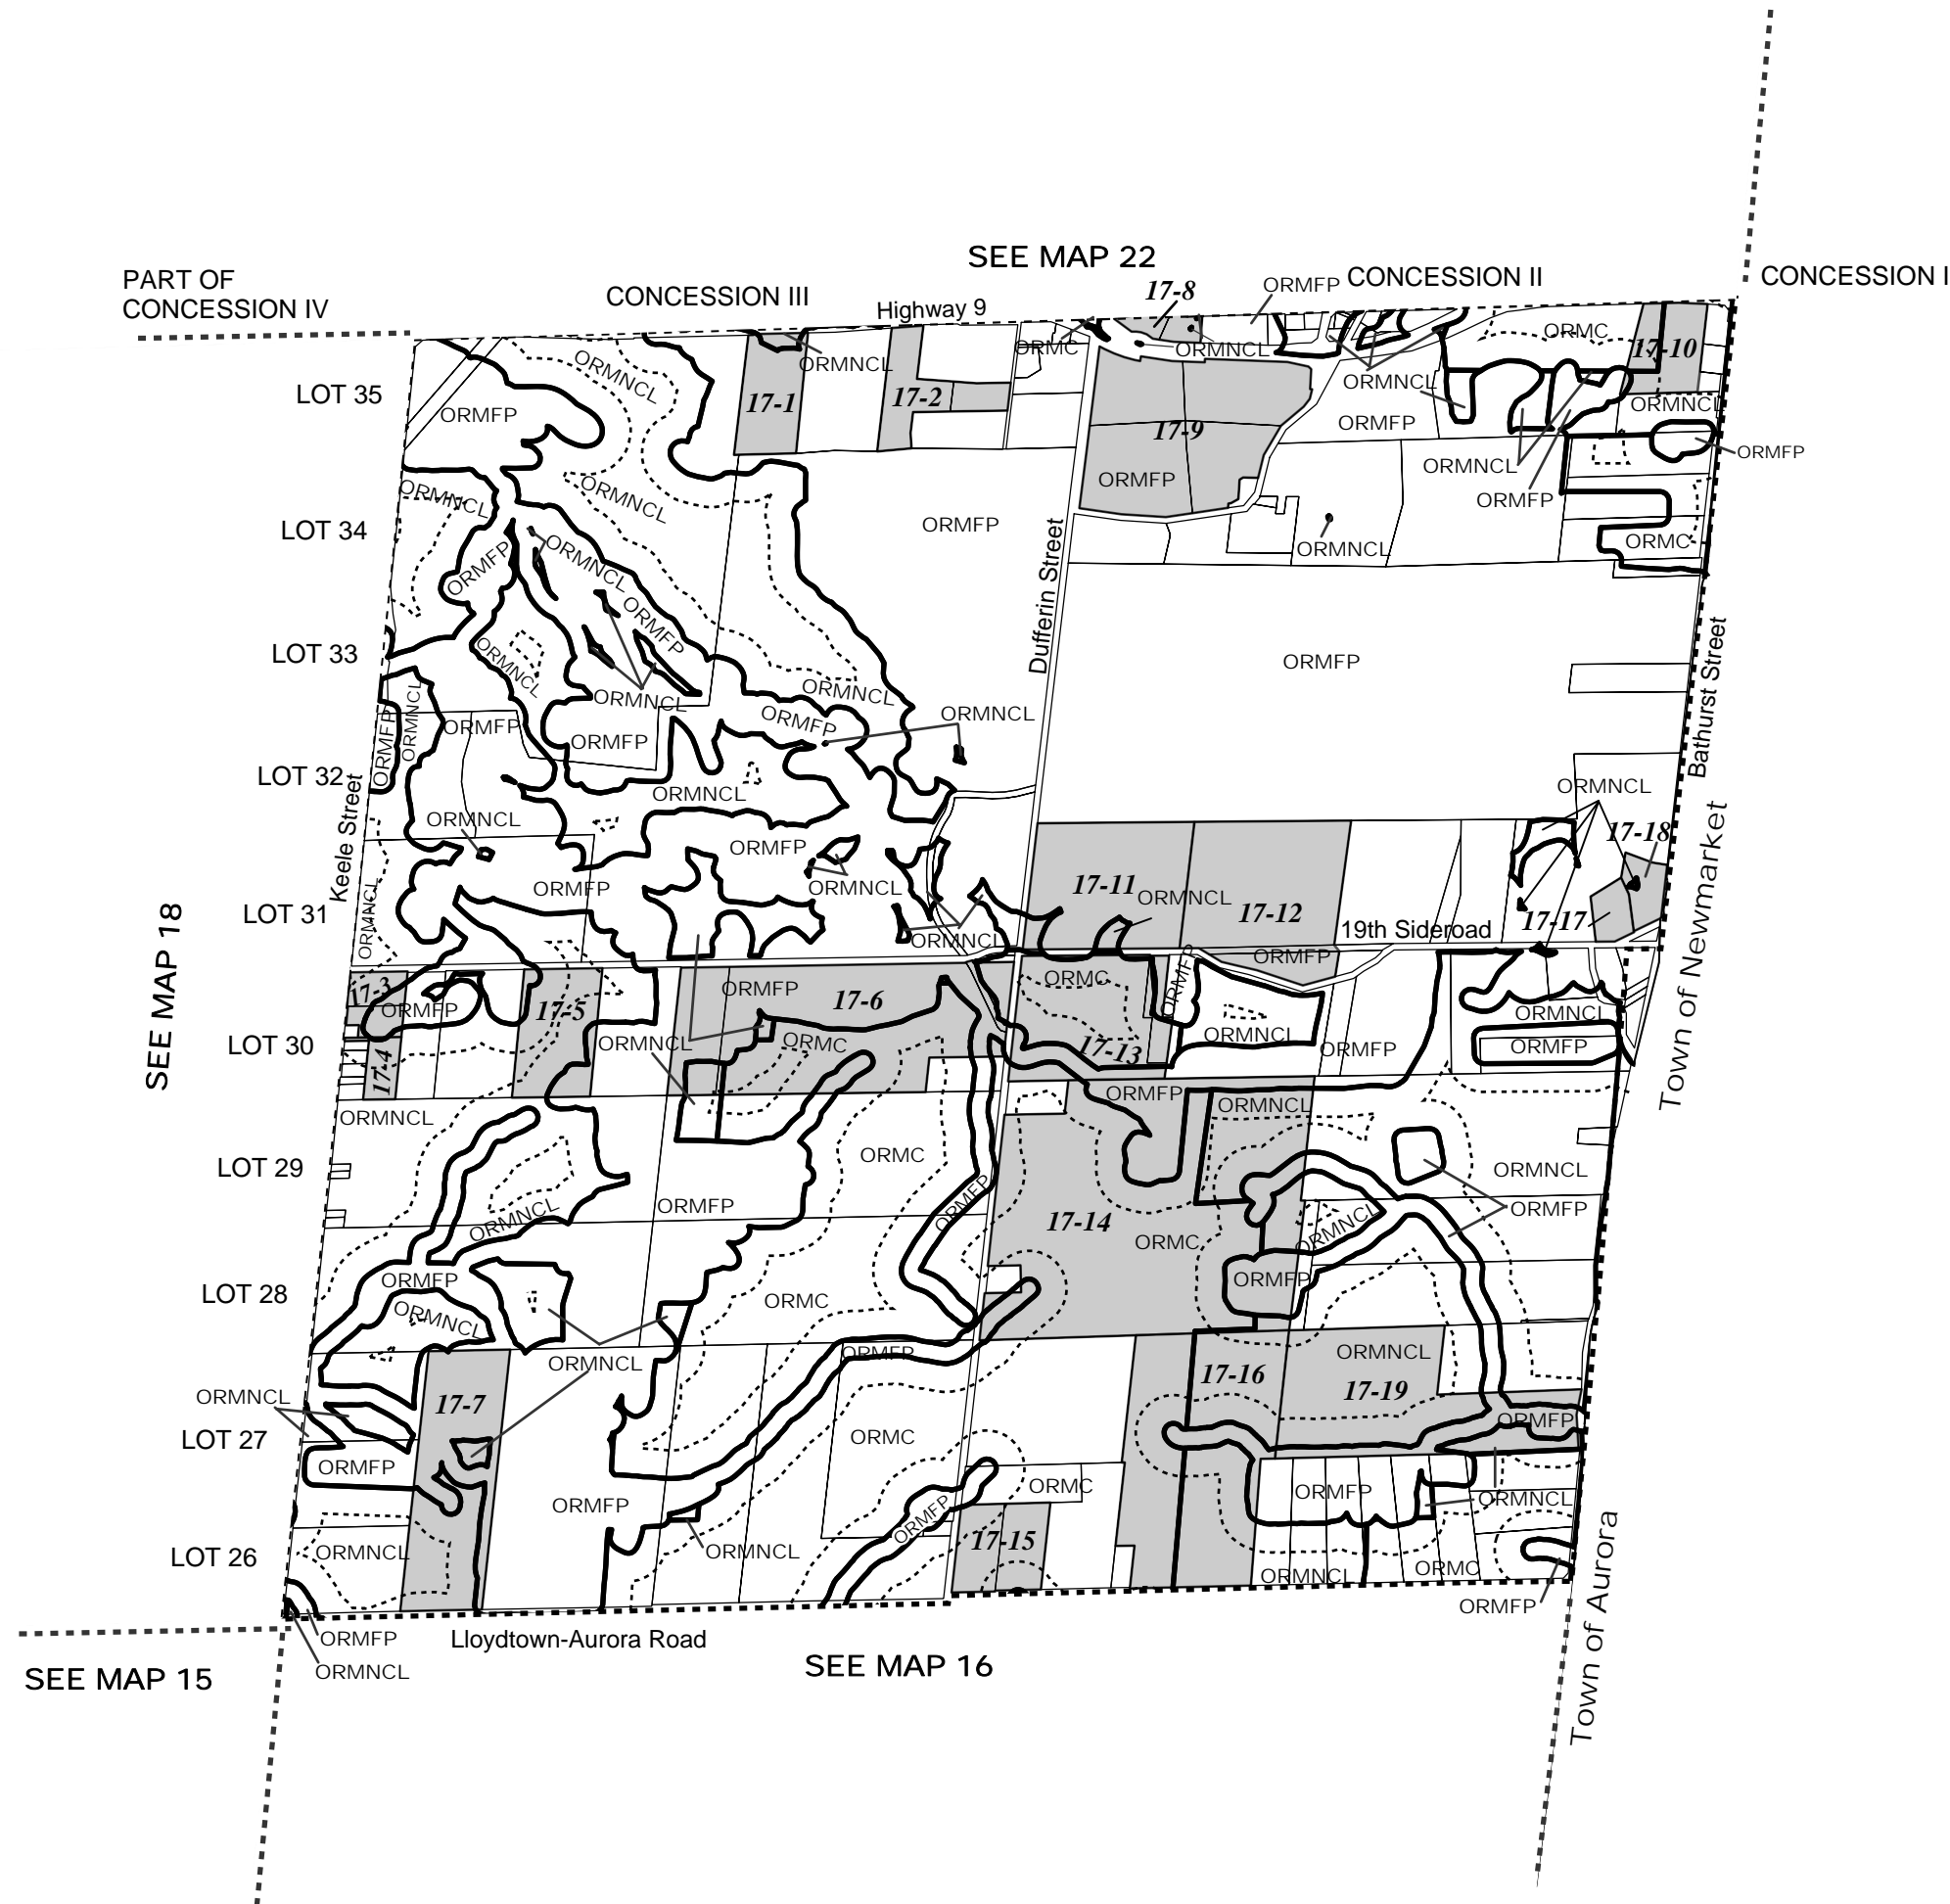 SEE MAP 22
PART OF
CONCESSION IV
CONCESSION III
Highway 9
17-8
ORMFP
CONCESSION II
CONCESSION I
ORMC
ORMNCL
ORMNCL
ORMNCL
ORMC
17-10
LOT 35
ORMFP
17-1
17-2
17-9
ORMNCL
ORMFP
ORMNCL
ORMFP
ORMFP
ORMNCL
ORMNCL
ORMNCL
ORMFP
LOT 34
ORMFP
ORMNCL
ORMC
ORMFP
ORMNCL
Dufferin Street
LOT 33
ORMFP
ORMNCL
ORMFP
ORMNCL
ORMNCL
ORMNCL
Bathurst Street
ORMFP
ORMNCL
ORMFP
ORMFP
ORMFP
ORMNCL
LOT 32
ORMNCL
ORMNCL
Keele Street
ORMNCL
ORMFP
17-18
Town of Newmarket
ORMFP
ORMNCL
17-11
ORMNCL
17-12
LOT 31
ORMNCL
ORMNCL
19th Sideroad
17-17
SEE MAP 18
17-3
ORMFP
17-5
ORMFP
17-6
ORMC
ORMFP
ORMFP
LOT 30
17-4
ORMNCL
ORMC
17-13
ORMNCL
ORMFP
ORMNCL
ORMFP
ORMNCL
ORMFP
ORMNCL
LOT 29
ORMC
ORMNCL
ORMNCL
ORMFP
ORMFP
17-14
ORMC
ORMNCL
ORMFP
LOT 28
ORMFP
ORMNCL
ORMC
ORMFP
ORMNCL
ORMFP
17-16
ORMNCL
17-19
ORMNCL
17-7
LOT 27
ORMFP
ORMC
ORMFP
ORMFP
ORMFP
ORMC
ORMFP
ORMNCL
LOT 26
ORMNCL
ORMNCL
17-15
ORMNCL
ORMC
ORMFP
Town of Aurora
ORMFP
Lloydtown-Aurora Road
ORMNCL
SEE MAP 15
SEE MAP 16